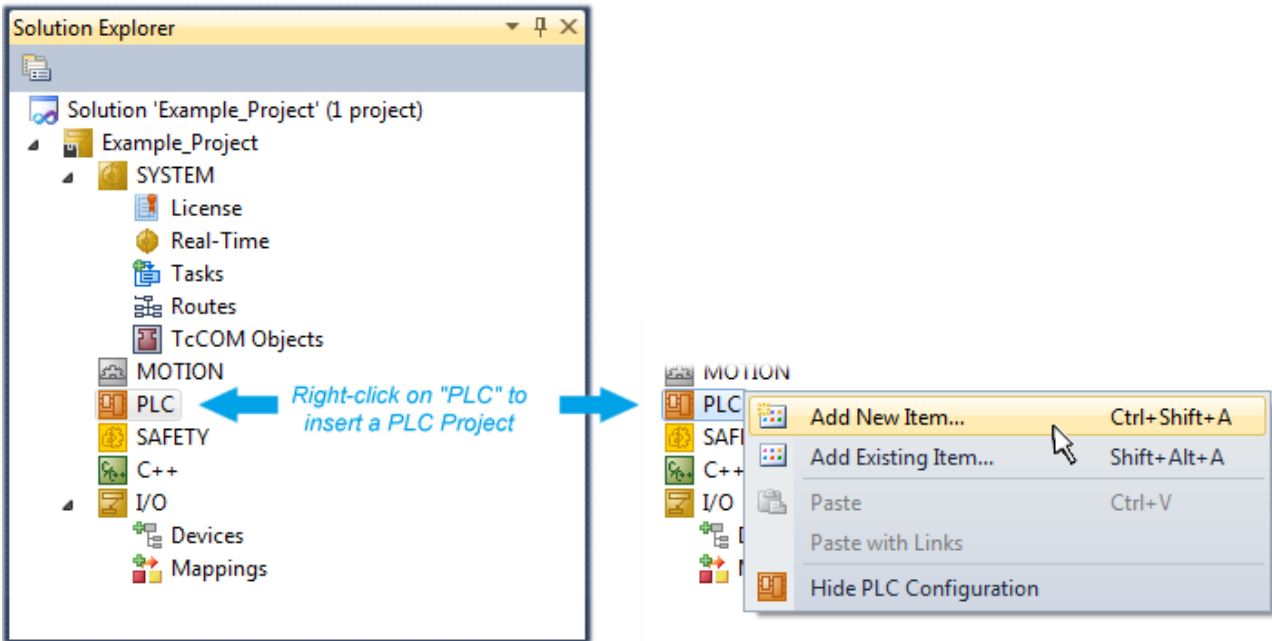 Solution Explorer
Solution 'Example_Project' (1 project)
Example_Project
SYSTEM
License
Real-Time
Tasks
Routes
TcCOM Objects
MOTION
PLC
SAFETY
C++
I/O
Devices
Mappings
Right-click on "PLC" to
insert a PLC Project
MOTION
PLC
C++
I/O
Add New Item... Ctrl+Shift+A
Add Existing Item... Shift+Alt+A
Paste Ctrl+V
Paste with Links
Hide PLC Configuration